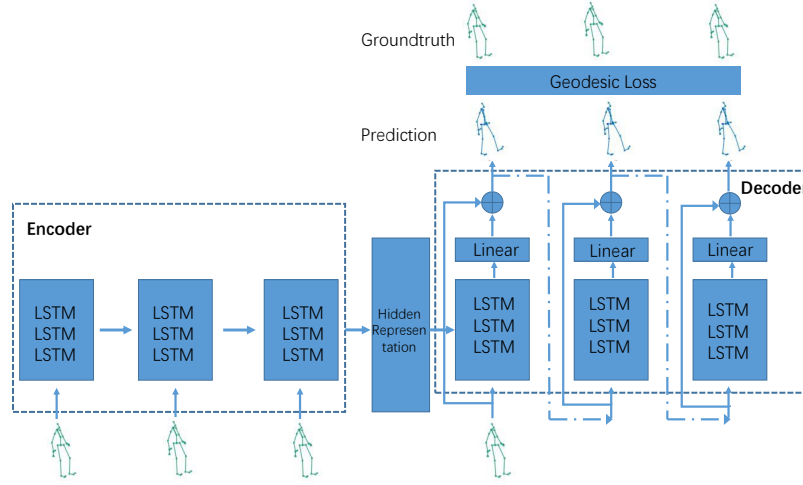 Groundtruth
Geodesic Loss
Prediction
Decoder
Encoder
Linear
Linear
Linear
LSTM
LSTM
LSTM
LSTM
LSTM
LSTM
LSTM
LSTM
LSTM
Hidden
Represen
tation
LSTM
LSTM
LSTM
LSTM
LSTM
LSTM
LSTM
LSTM
LSTM